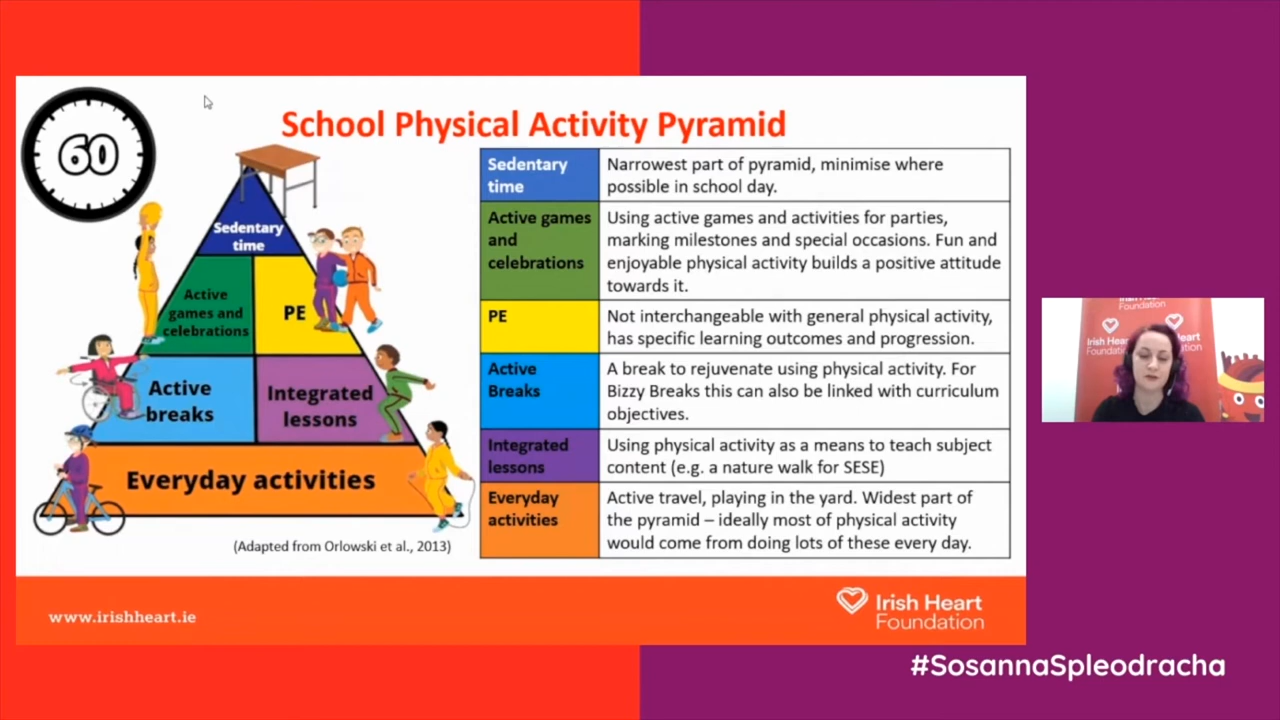 60
School Physical Activity Pyramid
Sedentary
time
Active
games and
celebrations
PE
Active
breaks
Integrated
lessons
Everyday activities
(Adapted from Orlowski et al., 2013)
Sedentary
time
Narrowest part of pyramid, minimise where
possible in school day.
Active games
and
celebrations
Using active games and activities for parties,
marking milestones and special occasions. Fun and
enjoyable physical activity builds a positive attitude
towards it.
PE
Not interchangeable with general physical activity,
has specific learning outcomes and progression.
Active
Breaks
A break to rejuvenate using physical activity. For
Bizzy Breaks this can also be linked with curriculum
objectives.
Integrated
lessons
Using physical activity as a means to teach subject
content (e.g. a nature walk for SESE)
Everyday
activities
Active travel, playing in the yard. Widest part of
the pyramid – ideally most of physical activity
would come from doing lots of these every day.
www.irishheart.ie
Irish Heart
Foundation
Foundation
Irish Heart
Foundation
#SosannaSpleodracha